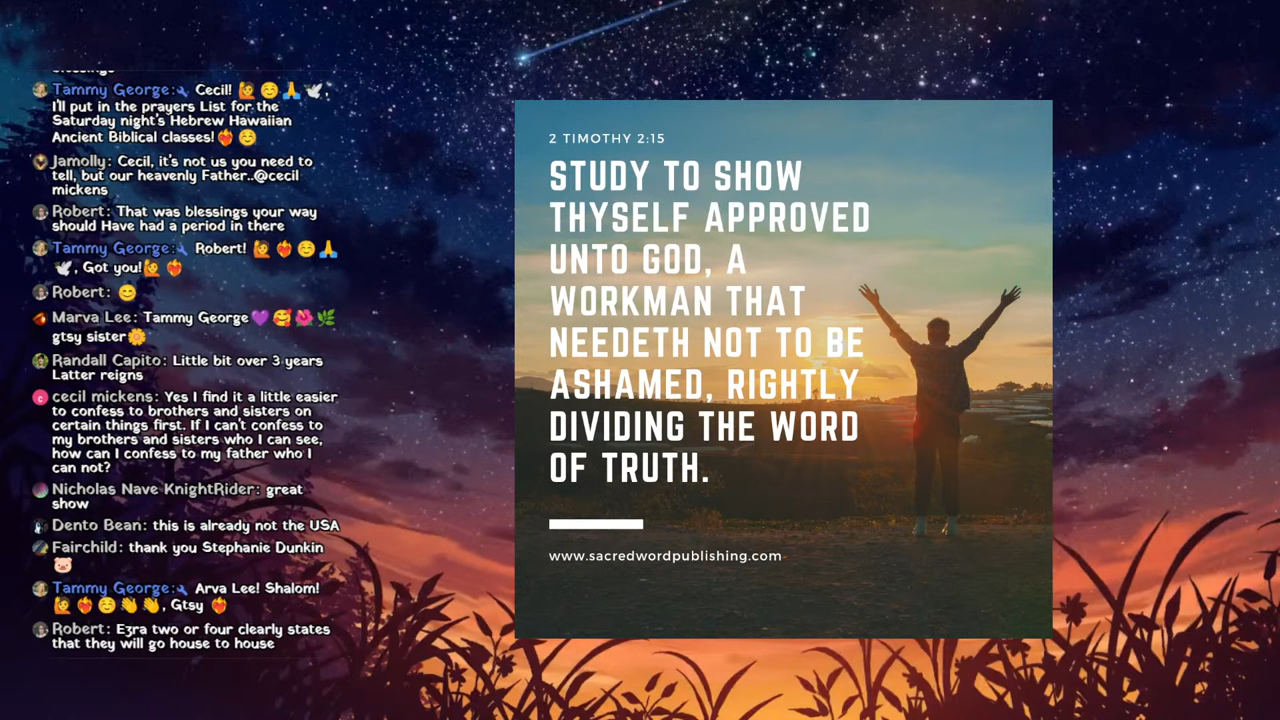 blessings
Tammy George: Cecil! 🙋☺️🙏🕊️,
I'll put in the prayers List for the
Saturday night's Hebrew Hawaiian
Ancient Biblical classes!❤️‍🔥☺️
Jamolly: Cecil, it's not us you need to
tell, but our heavenly Father..@cecil
mickens
Robert: That was blessings your way
should Have had a period in there
Tammy George: Robert! 🙋❤️‍🔥☺️🙏
🕊️, Got you!🙋❤️‍🔥
Robert: 😊
Marva Lee: Tammy George💜🥰🌺🌿
gtsy sister🌼
Randall Capito: Little bit over 3 years
Latter reigns
cecil mickens: Yes I find it a little easier
to confess to brothers and sisters on
certain things first. If I can't confess to
my brothers and sisters who I can see,
how can I confess to my father who I
can not?
Nicholas Nave KnightRider: great
show
Dento Bean: this is already not the USA
Fairchild: thank you Stephanie Dunkin
🐷
Tammy George: Arva Lee! Shalom!
🙋❤️‍🔥☺️👋👋, Gtsy ❤️‍🔥
Robert: Ezra two or four clearly states
that they will go house to house
2 TIMOTHY 2:15
STUDY TO SHOW
THYSELF APPROVED
UNTO GOD, A
WORKMAN THAT
NEEDETH NOT TO BE
ASHAMED, RIGHTLY
DIVIDING THE WORD
OF TRUTH.
www.sacredwordpublishing.com